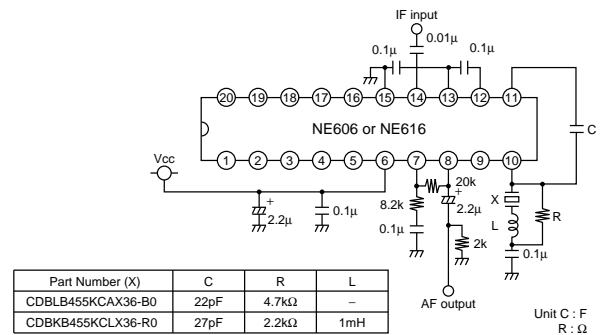 IF input
0.01μ
0.1μ
0.1μ
20 19 18 17 16 15 14 13 12 11
NE606 or NE616
C
1 2 3 4 5 6 7 8 9 10
Vcc
20k
+
2.2μ
0.1μ
8.2k
0.1μ
+
2.2μ
2k
X
L
R
0.1μ
AF output
Part Number (X) C R L
CDBLB455KCAX36-B0 22pF 4.7kΩ –
CDBKB455KCLX36-R0 27pF 2.2kΩ 1mH
Unit C : F
R : Ω